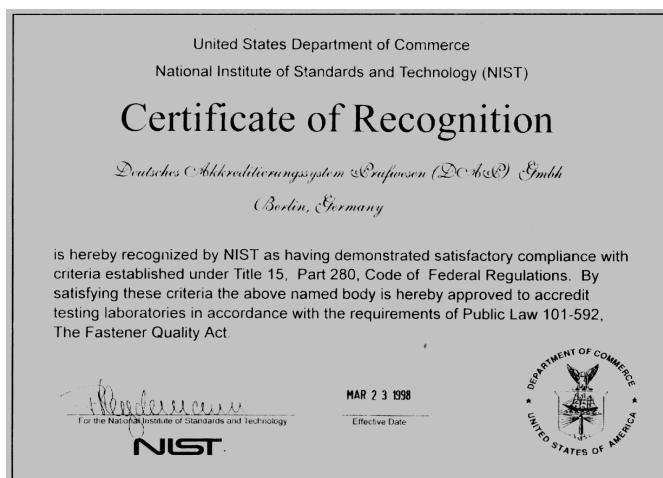 United States Department of Commerce
National Institute of Standards and Technology (NIST)
Certificate of Recognition
Deutsches Akkreditierungssystem Prufwesen (DAP) Gmbh
Berlin, Germany
is hereby recognized by NIST as having demonstrated satisfactory compliance with
criteria established under Title 15, Part 280, Code of Federal Regulations. By
satisfying these criteria the above named body is hereby approved to accredit
testing laboratories in accordance with the requirements of Public Law 101-592,
The Fastener Quality Act.
MAR 23 1998
For the National Institute of Standards and Technology
Effective Date
NIST
DEPARTMENT OF COMMERCE
UNITED STATES OF AMERICA